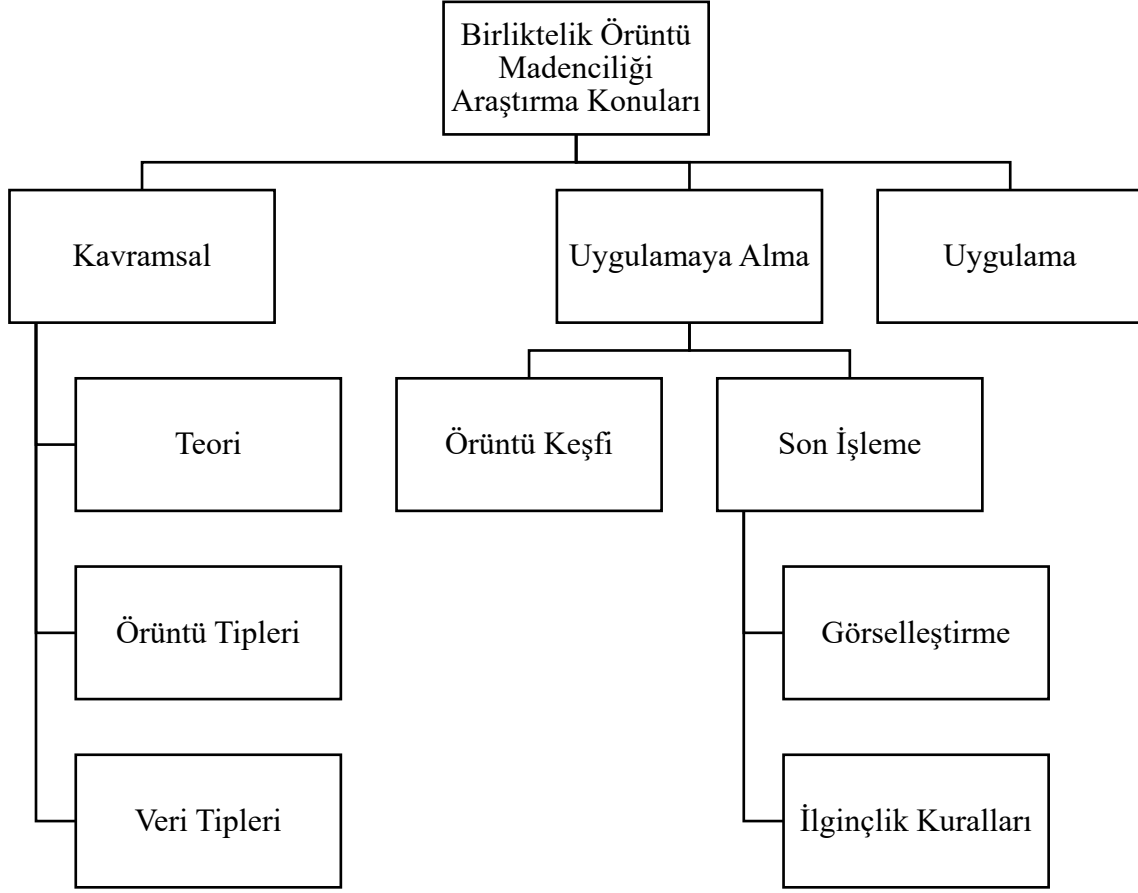 Birliktelik Örüntü
Madenciliği
Araştırma Konuları
Kavramsal
Uygulamaya Alma
Uygulama
Teori
Örüntü Keşfi
Son İşleme
Örüntü Tipleri
Görselleştirme
Veri Tipleri
İlginçlik Kuralları